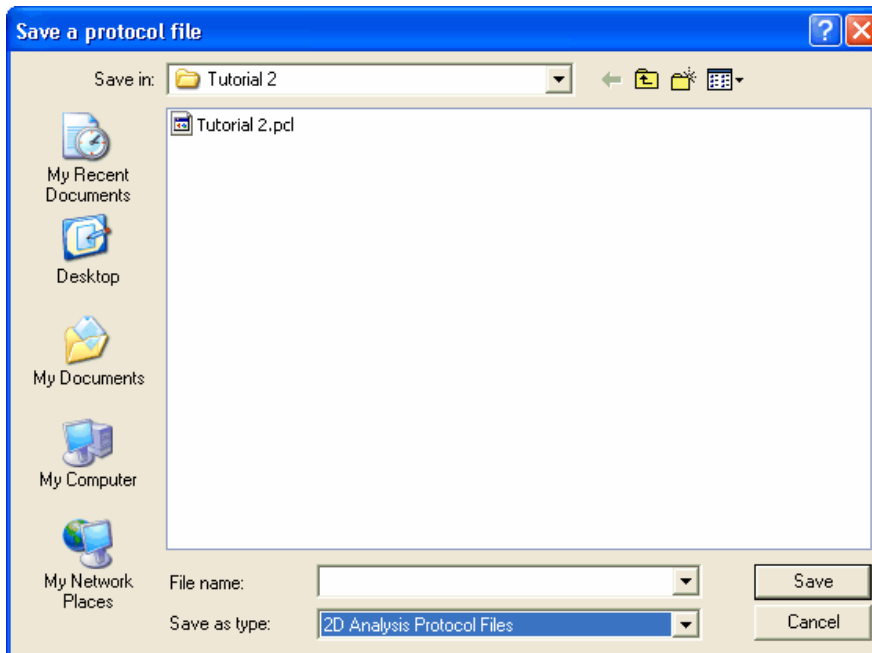 Save a protocol file
Save in:
Tutorial 2
Tutorial 2.pcl
My Recent
Documents
Desktop
My Documents
My Computer
My Network
Places
File name:
Save
Save as type:
2D Analysis Protocol Files
Cancel